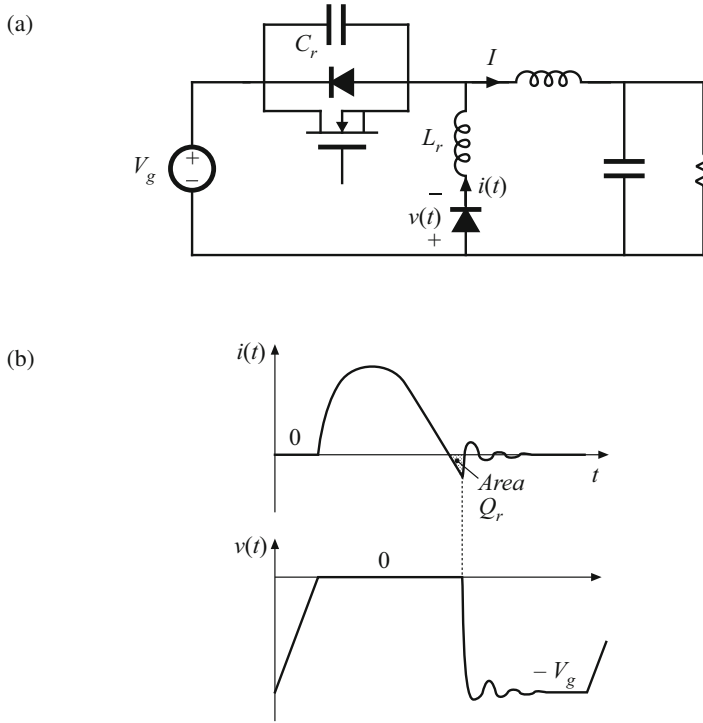 (a)
C_r
I
V_g
+
−
L_r
−
i(t)
v(t)
+
(b)
i(t)
0
t
Area
Q_r
v(t)
0
− V_g